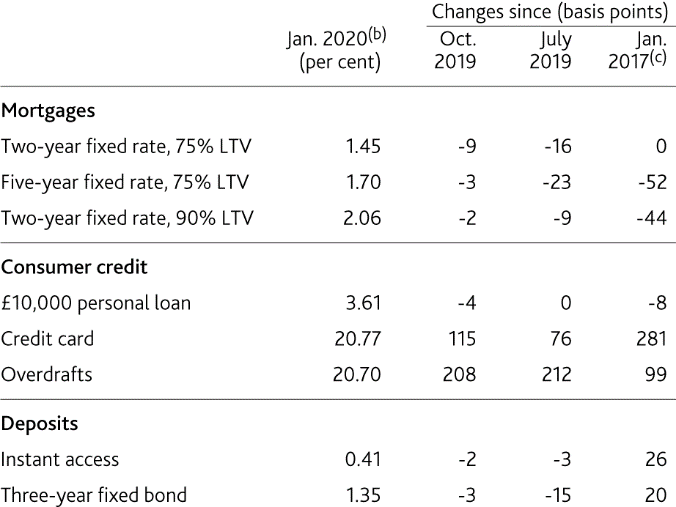 Changes since (basis points)
Jan. 2020(b) Oct. July Jan.
(per cent) 2019 2019 2017(c)
Mortgages
Two-year fixed rate, 75% LTV 1.45 -9 -16 0
Five-year fixed rate, 75% LTV 1.70 -3 -23 -52
Two-year fixed rate, 90% LTV 2.06 -2 -9 -44
Consumer credit
£10,000 personal loan 3.61 -4 0 -8
Credit card 20.77 115 76 281
Overdrafts 20.70 208 212 99
Deposits
Instant access 0.41 -2 -3 26
Three-year fixed bond 1.35 -3 -15 20